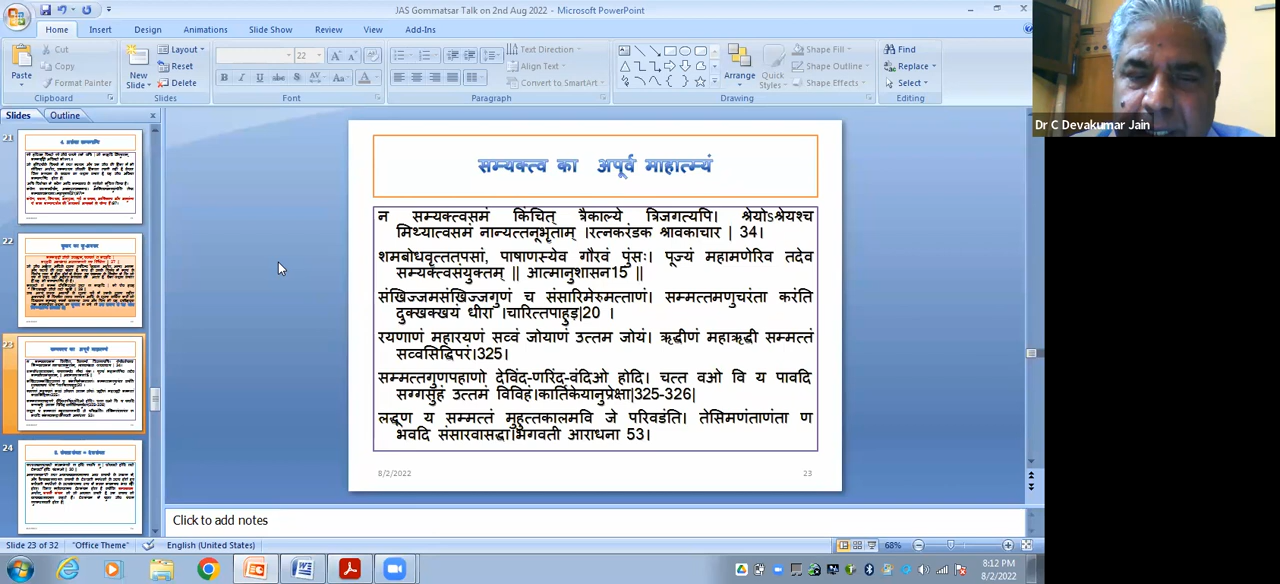 JAS Gommatsar Talk on 2nd Aug 2022 - Microsoft PowerPoint
Home Insert Design Animations Slide Show Review View Add-Ins
Cut
Copy
Format Painter
Paste
Clipboard
New Slide
Layout
Reset
Delete
Slides
22
Font
Paragraph
Text Direction
Align Text
Convert to SmartArt
Arrange
Quick Styles
Shape Fill
Shape Outline
Shape Effects
Drawing
Find
Replace
Select
Editing
Dr C Devakumar Jain
Slides Outline
21
22
23
24
सम्यक्त्व का अपूर्व माहात्म्यं
न सम्यक्त्वसमं किंचित् त्रैकाल्ये त्रिजगत्यपि। श्रेयोऽश्रेयश्च
मिथ्यात्वसमं नान्यत्तनूभृताम् ।रत्नकरंडक श्रावकाचार | 34।
शमबोधवृत्ततपसां, पाषाणस्येव गौरवं पुंसः। पूज्यं महामणेरिव तदेव
सम्यक्त्वसंयुक्तम् || आत्मानुशासन15 ||
संखिज्जमसंखिज्जगुणं च संसारिमेरुमत्ताणं। सम्मत्तमणुचरंता करंति
दुक्खक्खयं धीरा ।चारित्तपाहुड|20 ।
रयणाणं महारयणं सव्वं जोयाणं उत्तम जोयं। ऋद्धीणं महाऋद्धी सम्मत्तं
सव्वसिद्धिपरं।325।
सम्मत्तगुणपहाणो देविंद-णरिंद-वंदिओ होदि। चत्त वओ वि य पावदि
सग्गसुहं उत्तमं विविहं।कार्तिकेयानुप्रेक्षा|325-326|
लद्धूण य सम्मत्तं मुहुत्तकालमवि जे परिवडंति। तेसिमणंताणंता ण
भवदि संसारवासद्धा।भगवती आराधना 53।
8/2/2022
23
Click to add notes
Slide 23 of 32 "Office Theme" English (United States) 68%
8:12 PM
8/2/2022